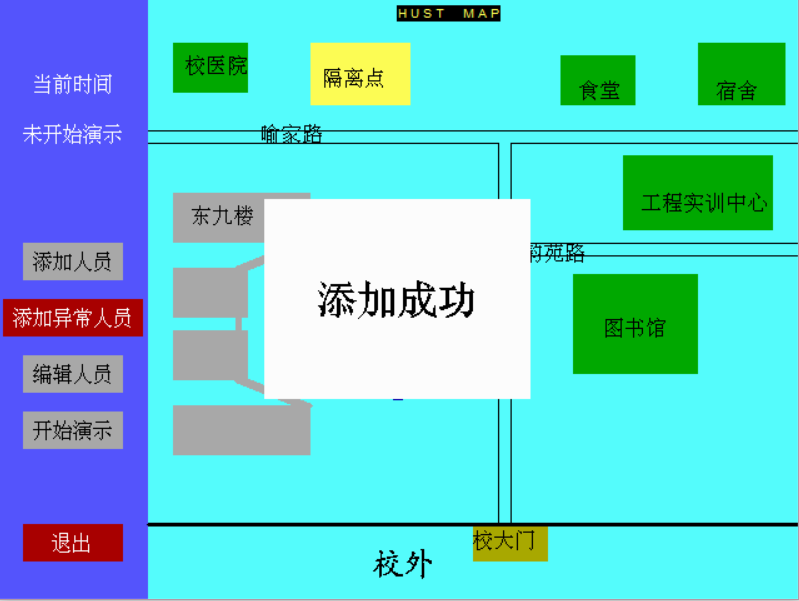 HUST MAP
当前时间
未开始演示
添加人员
添加异常人员
编辑人员
开始演示
退出
校医院
隔离点
食堂
宿舍
喻家路
东九楼
工程实训中心
韵苑路
添加成功
图书馆
校大门
校外